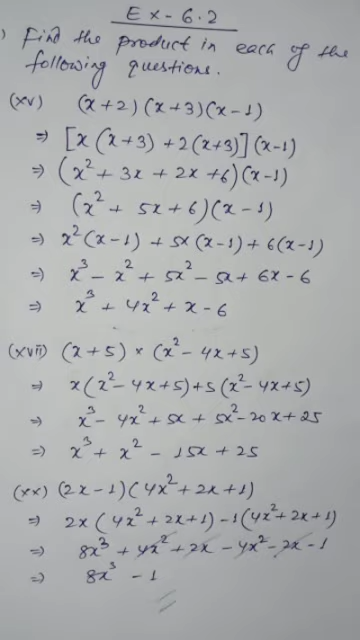 Ex-6.2
) Find the product in each of the
following questions.
(xv) (x+2)(x+3)(x-1)
⇒ [x(x+3)+2(x+3)](x-1)
⇒ (x²+3x+2x+6)(x-1)
⇒ (x²+5x+6)(x-1)
⇒ x²(x-1)+5x(x-1)+6(x-1)
⇒ x³-x²+5x²-5x+6x-6
⇒ x³+4x²+x-6
(xvii) (x+5)×(x²-4x+5)
⇒ x(x²-4x+5)+5(x²-4x+5)
⇒ x³-4x²+5x+5x²-20x+25
⇒ x³+x²-15x+25
(xx) (2x-1)(4x²+2x+1)
⇒ 2x(4x²+2x+1)-1(4x²+2x+1)
⇒ 8x³+4x²+2x-4x²-2x-1
⇒ 8x³-1